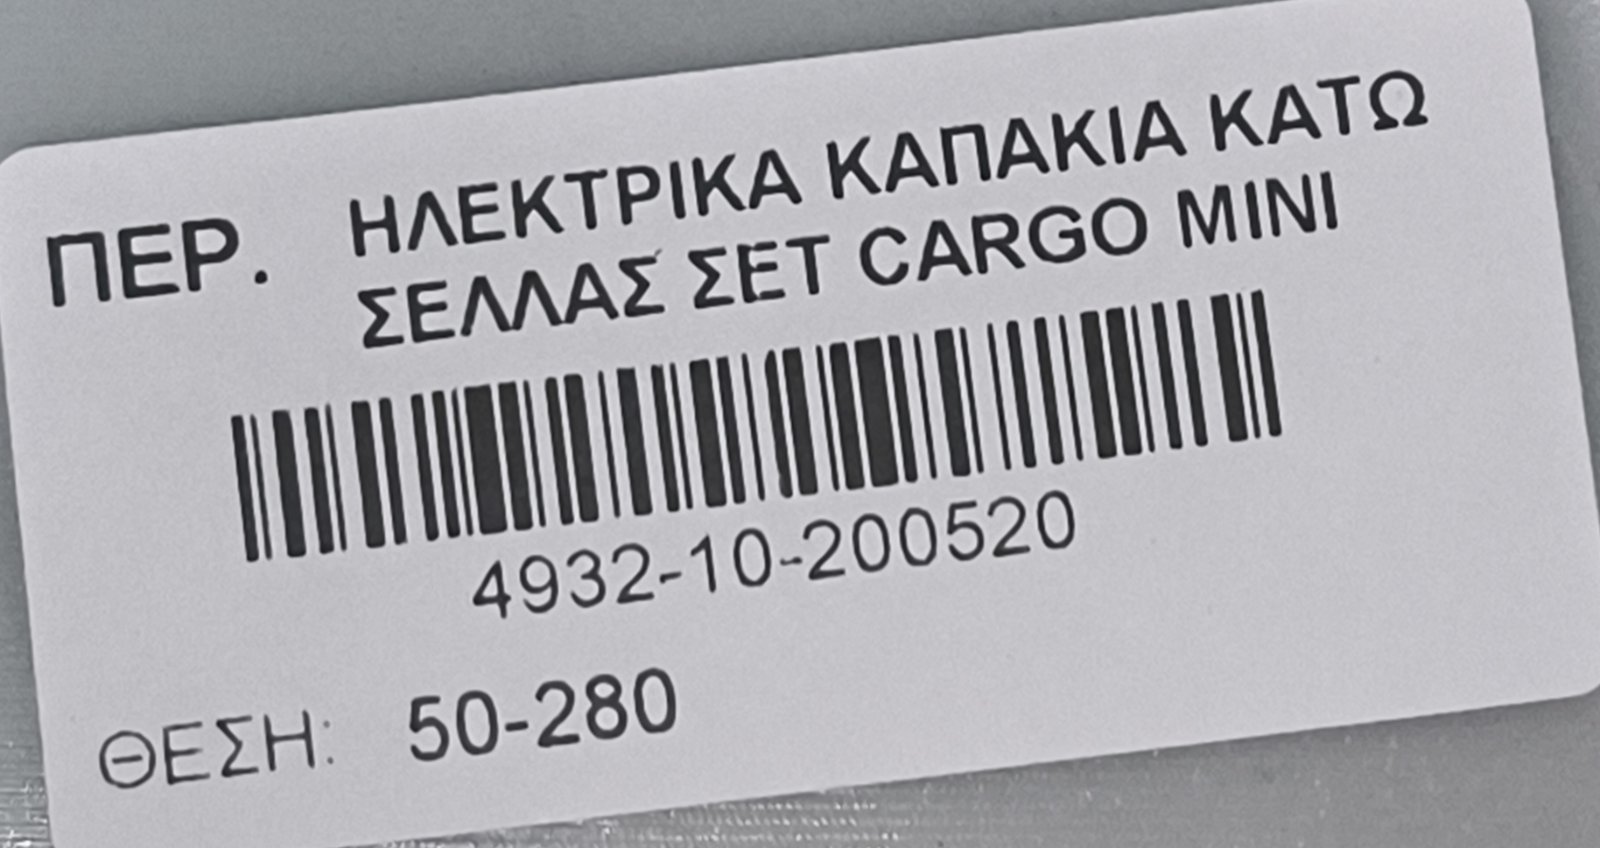 ΠΕΡ. ΗΛΕΚΤΡΙΚΑ ΚΑΠΑΚΙΑ ΚΑΤΩ
ΣΕΛΛΑΣ ΣΕΤ CARGO MINI
4932-10-200520
ΘΕΣΗ: 50-280